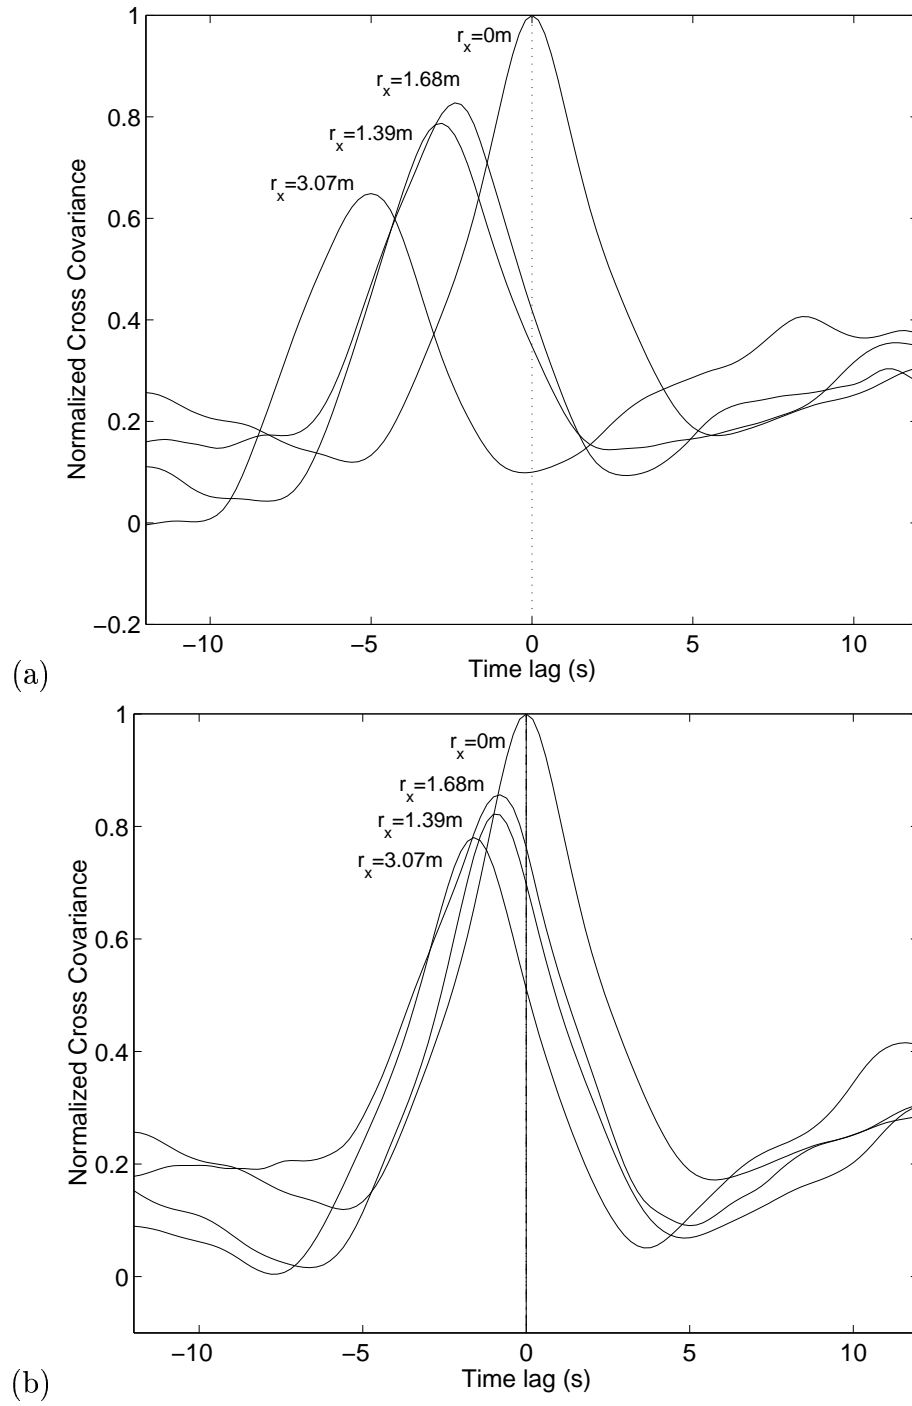 1
r_x=0m
r_x=1.68m
0.8
r_x=1.39m
r_x=3.07m
0.6
Normalized Cross Covariance
0.4
0.2
0
−0.2
−10 −5 0 5 10
Time lag (s)
(a)
1
r_x=0m
r_x=1.68m
0.8
r_x=1.39m
r_x=3.07m
0.6
Normalized Cross Covariance
0.4
0.2
0
−10 −5 0 5 10
Time lag (s)
(b)